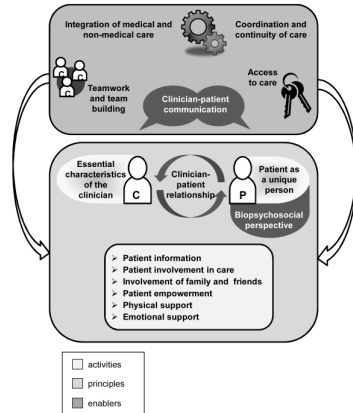 Integration of medical and
non-medical care
Coordination and
continuity of care
C
C
C
Teamwork
and team
building
Access
to care
Clinician-patient
communication
Essential
characteristics
of the
clinician
C
Clinician-
patient
relationship
P
Patient as
a unique
person
Biopsychosocial
perspective
➢ Patient information
➢ Patient involvement in care
➢ Involvement of family and friends
➢ Patient empowerment
➢ Physical support
➢ Emotional support
activities
principles
enablers